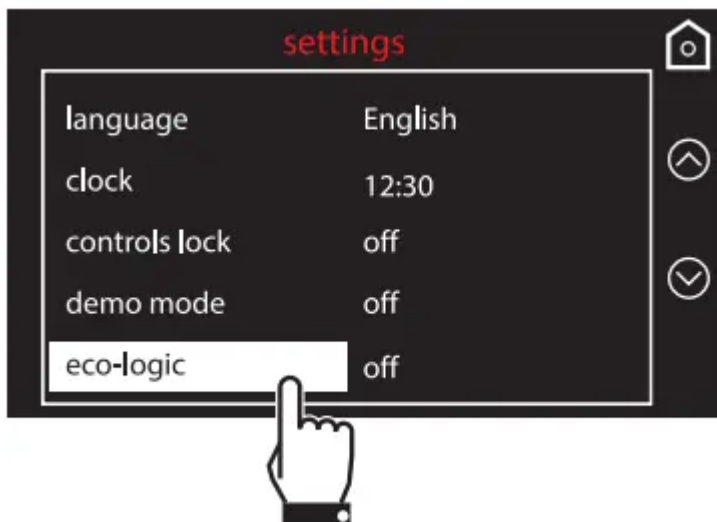 settings
language English
clock 12:30
controls lock off
demo mode off
eco-logic off